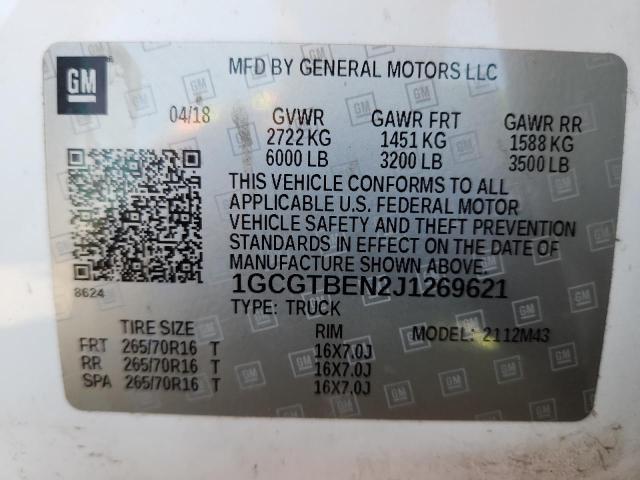 GM
MFD BY GENERAL MOTORS LLC
04/18 GVWR GAWR FRT GAWR RR
2722 KG 1451 KG 1588 KG
6000 LB 3200 LB 3500 LB
THIS VEHICLE CONFORMS TO ALL
APPLICABLE U.S. FEDERAL MOTOR
VEHICLE SAFETY AND THEFT PREVENTION
STANDARDS IN EFFECT ON THE DATE OF
MANUFACTURE SHOWN ABOVE.
8624
1GCGTBEN2J1269621
TYPE: TRUCK
TIRE SIZE RIM MODEL: 2112M43
FRT 265/70R16 T 16X7.0J
RR 265/70R16 T 16X7.0J
SPA 265/70R16 T 16X7.0J